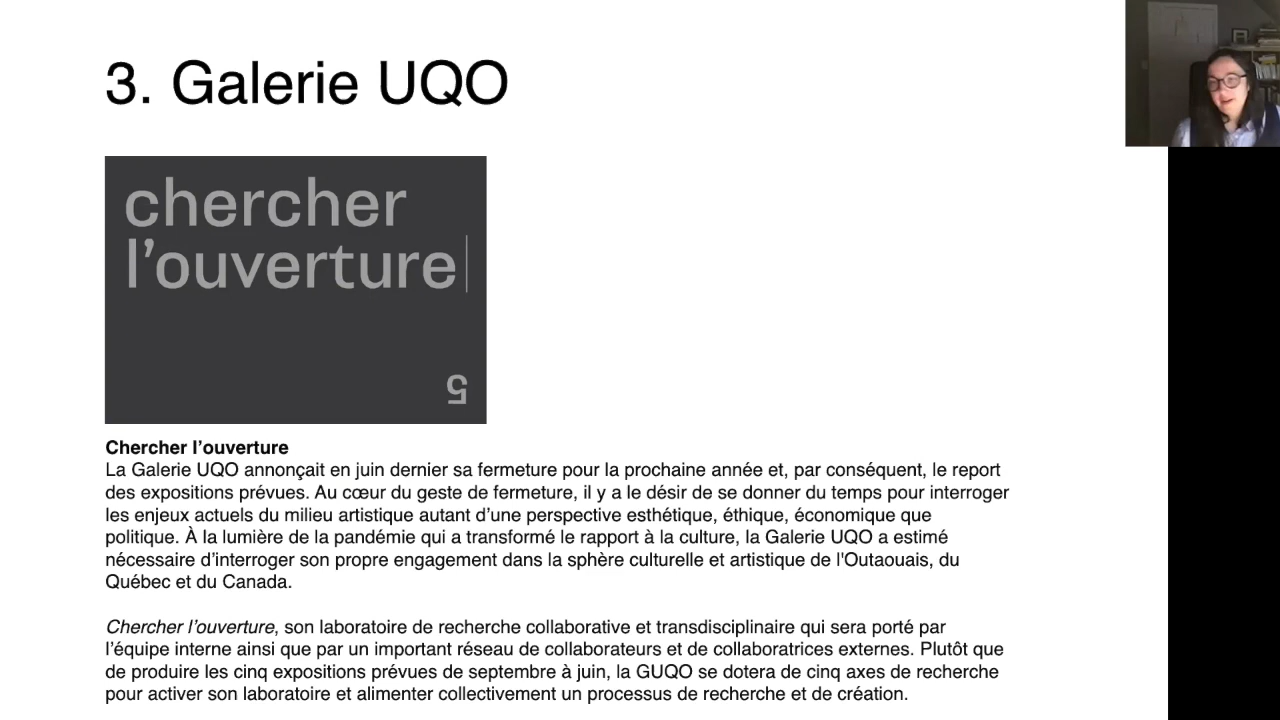 3. Galerie UQO
chercher
l’ouverture
5
Chercher l’ouverture
La Galerie UQO annonçait en juin dernier sa fermeture pour la prochaine année et, par conséquent, le report
des expositions prévues. Au cœur du geste de fermeture, il y a le désir de se donner du temps pour interroger
les enjeux actuels du milieu artistique autant d’une perspective esthétique, éthique, économique que
politique. À la lumière de la pandémie qui a transformé le rapport à la culture, la Galerie UQO a estimé
nécessaire d’interroger son propre engagement dans la sphère culturelle et artistique de l'Outaouais, du
Québec et du Canada.
Chercher l’ouverture, son laboratoire de recherche collaborative et transdisciplinaire qui sera porté par
l’équipe interne ainsi que par un important réseau de collaborateurs et de collaboratrices externes. Plutôt que
de produire les cinq expositions prévues de septembre à juin, la GUQO se dotera de cinq axes de recherche
pour activer son laboratoire et alimenter collectivement un processus de recherche et de création.